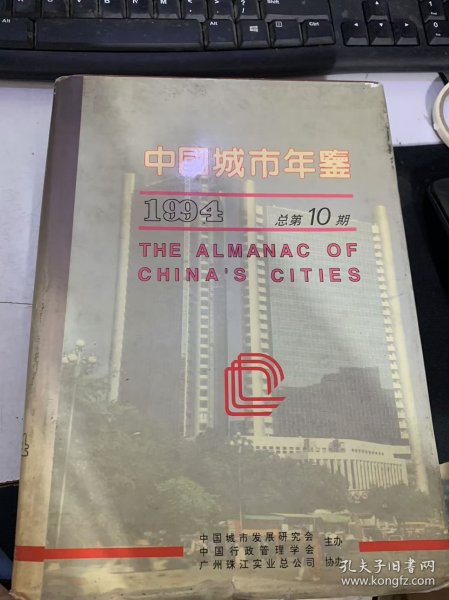 中国城市年鉴
1994 总第10期
THE ALMANAC OF
CHINA'S CITIES
中国城市发展研究会 主办
中国行政管理学会
广州珠江实业总公司 协办
孔夫子旧书网
www.kongfz.com